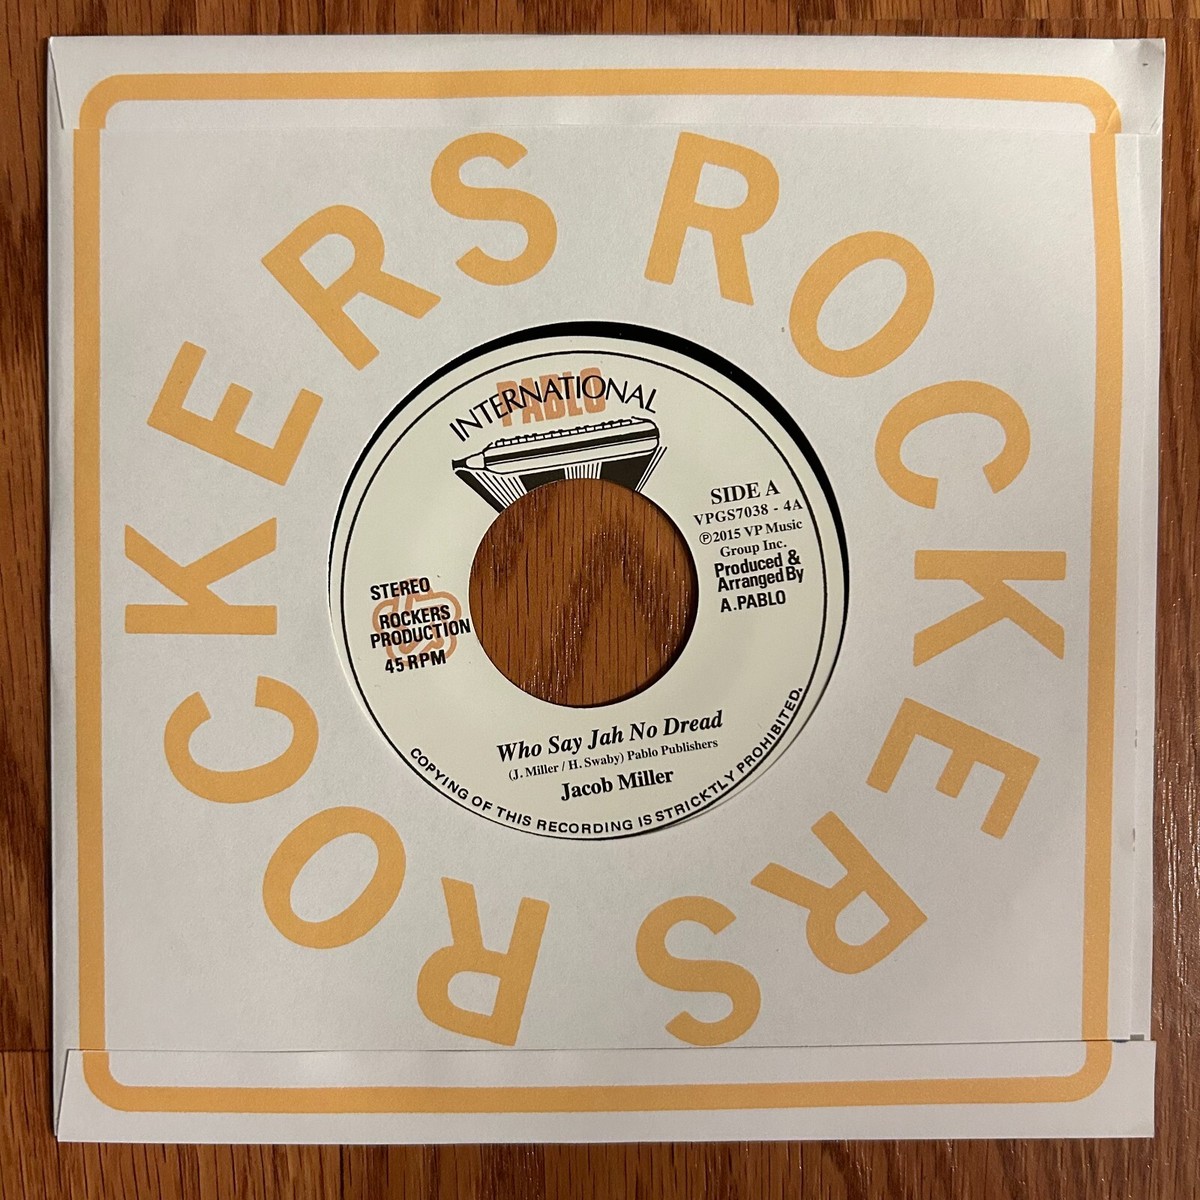 ROCKERS ROCKERS
PABLO
INTERNATIONAL
SIDE A
VPGS7038 - 4A
℗2015 VP Music
Group Inc.
Produced &
Arranged By
A.PABLO
STEREO
ROCKERS
PRODUCTION
45 RPM
Who Say Jah No Dread
(J. Miller / H. Swaby) Pablo Publishers
Jacob Miller
COPYING OF THIS RECORDING IS STRICKTLY PROHIBITED.